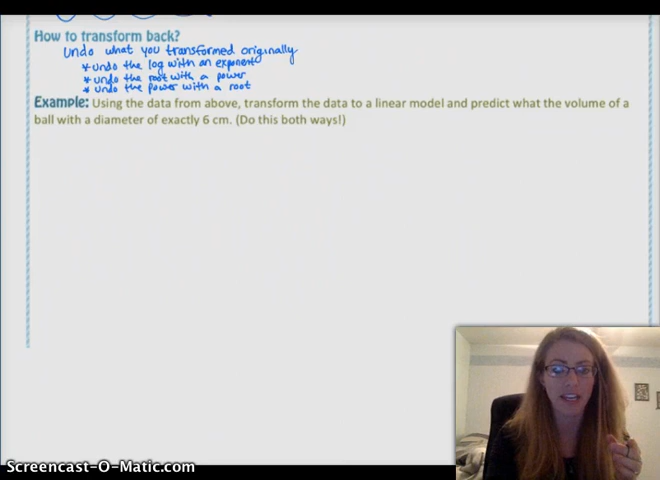 How to transform back?
Undo what you transformed originally
* undo the log with an exponent
* undo the root with a power
* undo the power with a root
Example: Using the data from above, transform the data to a linear model and predict what the volume of a
ball with a diameter of exactly 6 cm. (Do this both ways!)
Screencast-O-Matic.com